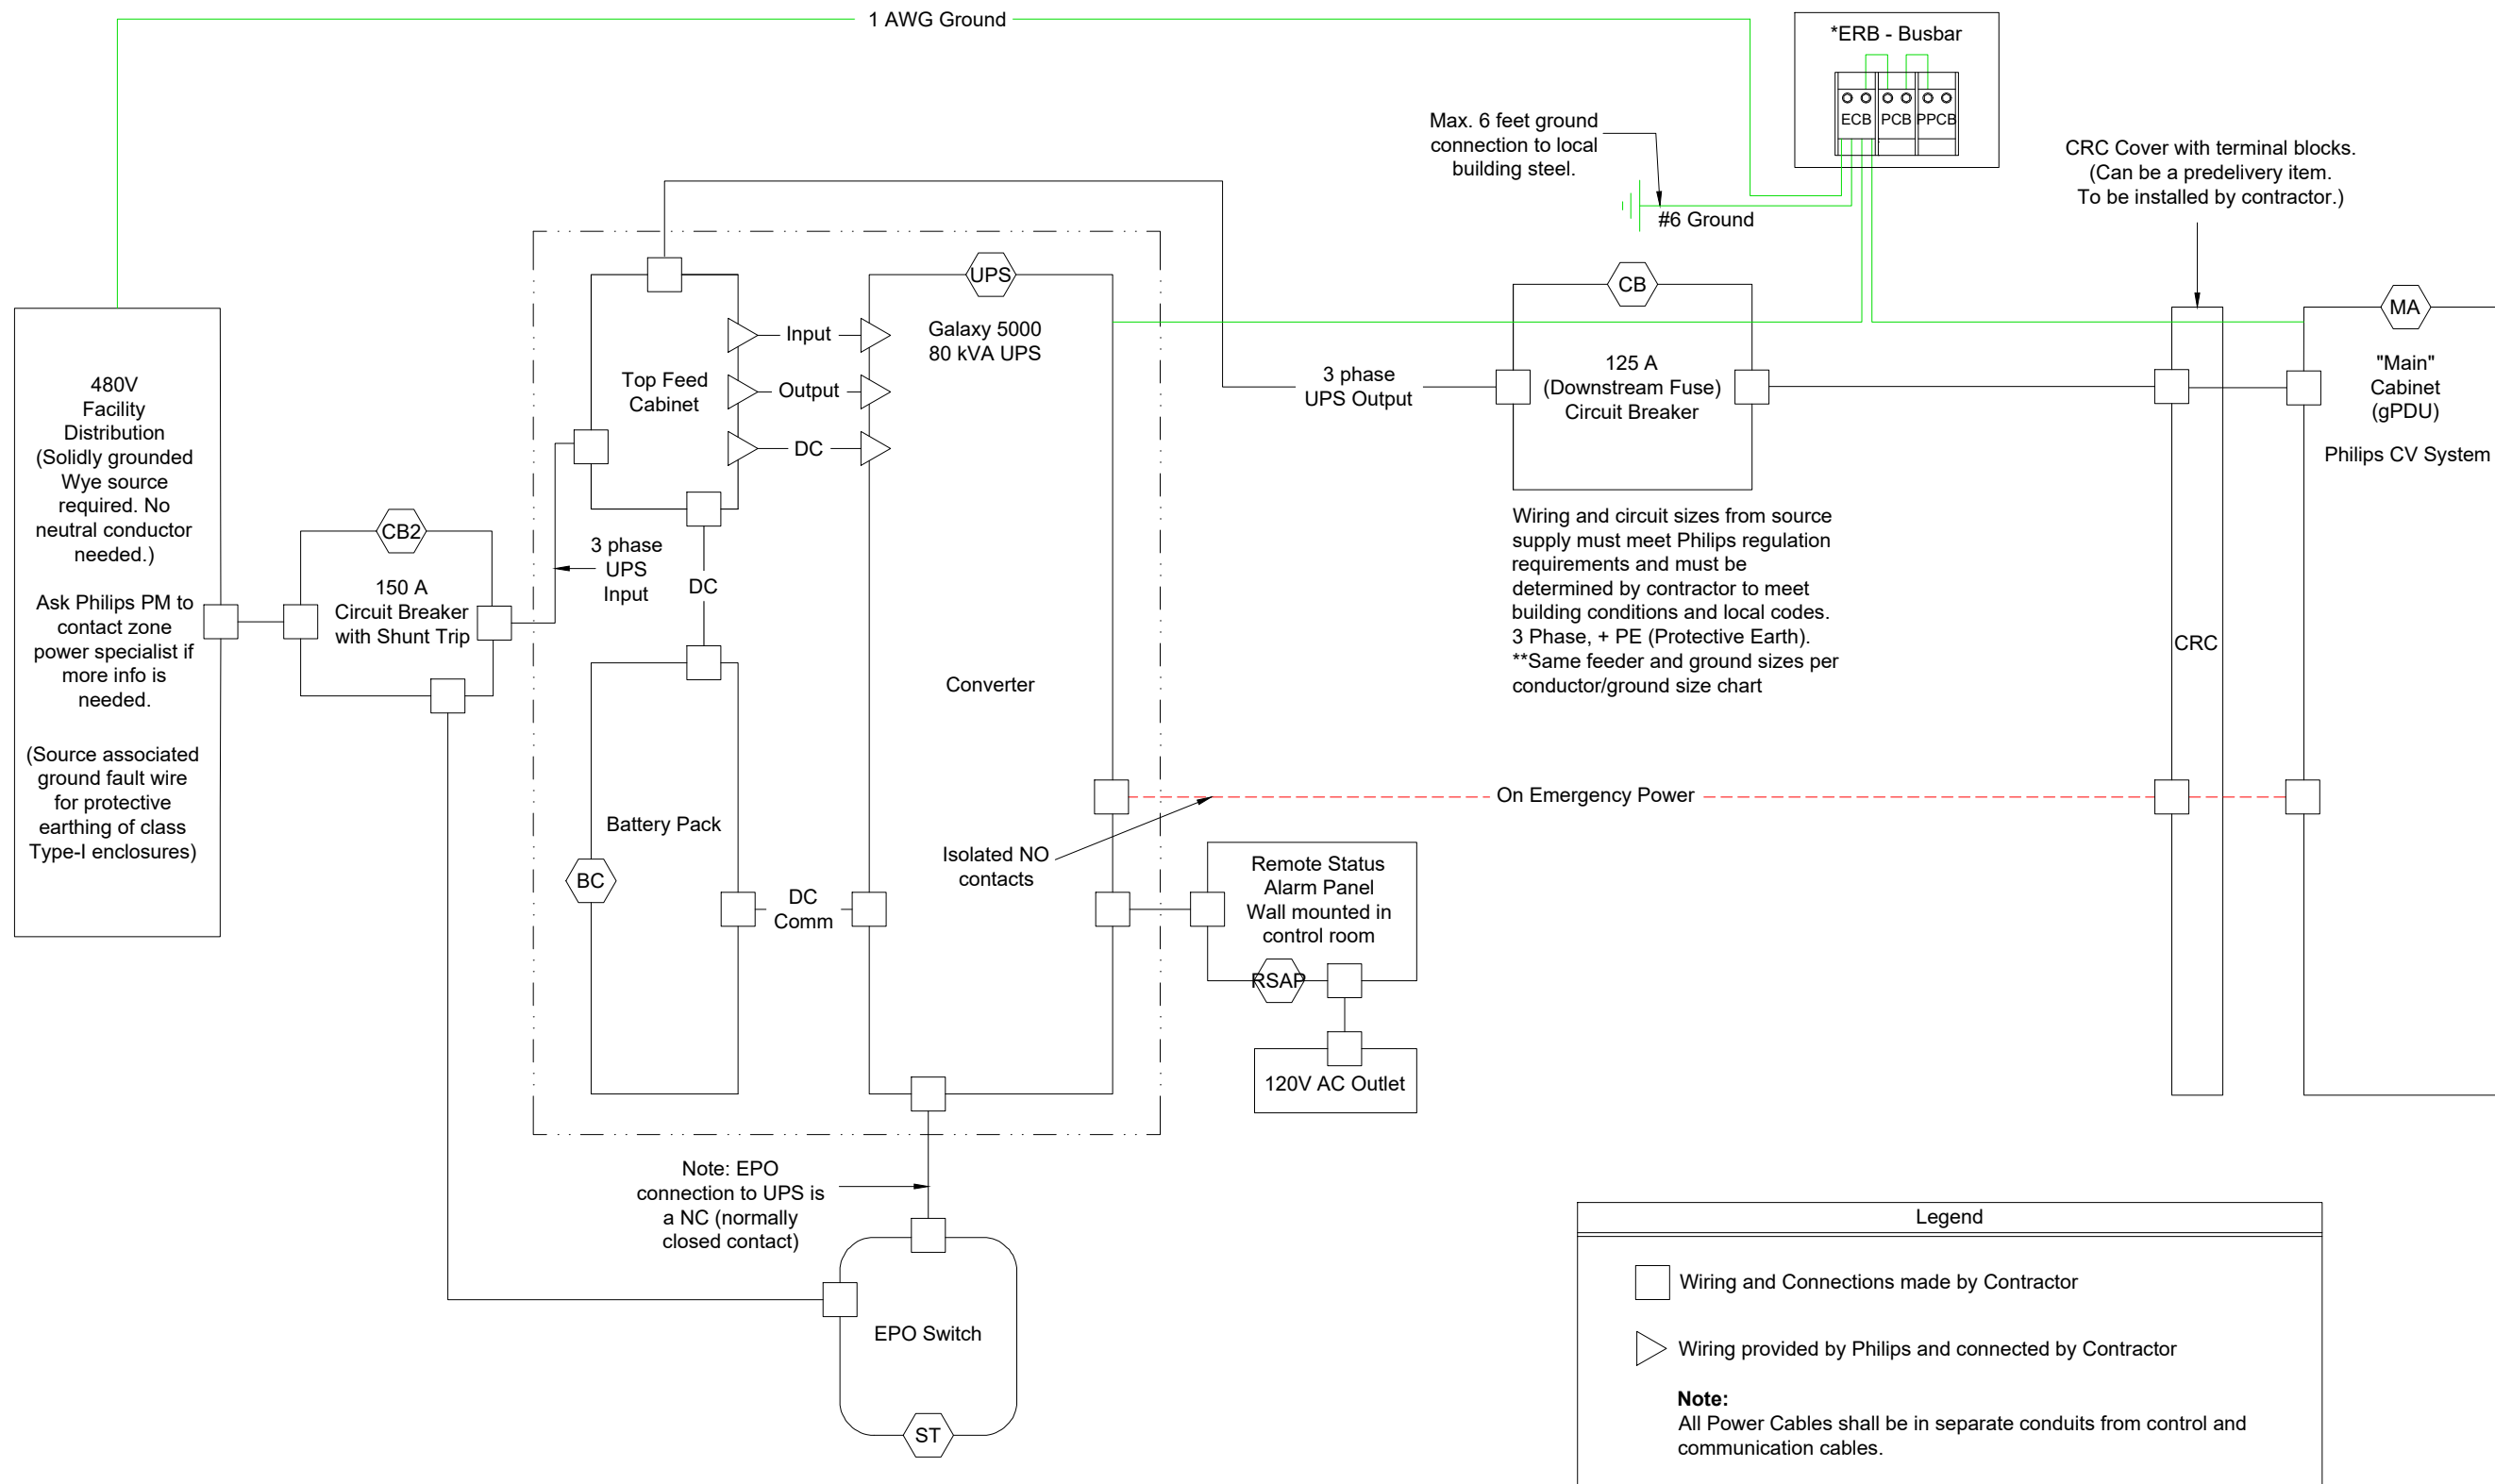 1 AWG Ground
*ERB - Busbar
ECB
PCB
PPCB
Max. 6 feet ground
connection to local
building steel.
#6 Ground
CRC Cover with terminal blocks.
(Can be a predelivery item.
To be installed by contractor.)
480V
Facility
Distribution
(Solidly grounded
Wye source
required. No
neutral conductor
needed.)
Ask Philips PM to
contact zone
power specialist if
more info is
needed.
(Source associated
ground fault wire
for protective
earthing of class
Type-I enclosures)
CB2
150 A
Circuit Breaker
with Shunt Trip
3 phase
UPS
Input
Top Feed
Cabinet
Input
Output
DC
DC
UPS
Galaxy 5000
80 kVA UPS
Converter
Battery Pack
BC
DC
Comm
Isolated NO
contacts
3 phase
UPS Output
CB
125 A
(Downstream Fuse)
Circuit Breaker
Wiring and circuit sizes from source
supply must meet Philips regulation
requirements and must be
determined by contractor to meet
building conditions and local codes.
3 Phase, + PE (Protective Earth).
**Same feeder and ground sizes per
conductor/ground size chart
CRC
MA
"Main"
Cabinet
(gPDU)
Philips CV System
On Emergency Power
Remote Status
Alarm Panel
Wall mounted in
control room
RSAP
120V AC Outlet
Note: EPO
connection to UPS is
a NC (normally
closed contact)
EPO Switch
ST
Legend
Wiring and Connections made by Contractor
Wiring provided by Philips and connected by Contractor
Note:
All Power Cables shall be in separate conduits from control and
communication cables.